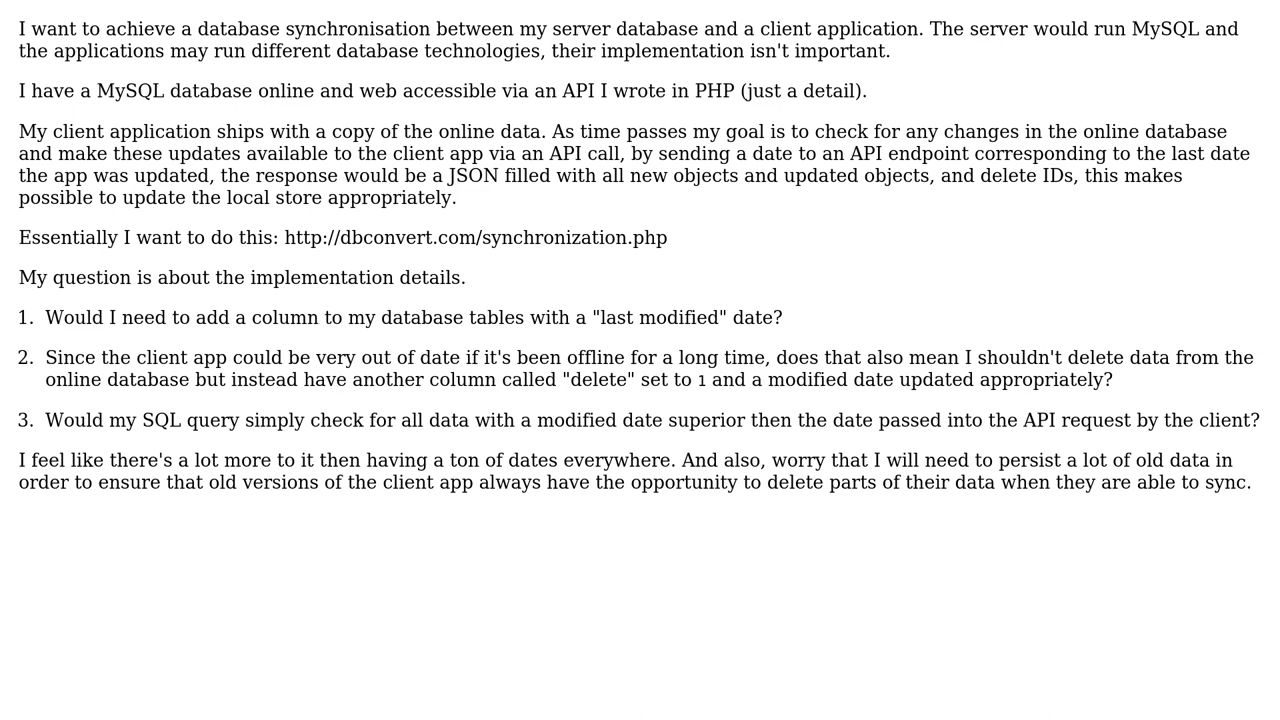 I want to achieve a database synchronisation between my server database and a client application. The server would run MySQL and
the applications may run different database technologies, their implementation isn't important.
I have a MySQL database online and web accessible via an API I wrote in PHP (just a detail).
My client application ships with a copy of the online data. As time passes my goal is to check for any changes in the online database
and make these updates available to the client app via an API call, by sending a date to an API endpoint corresponding to the last date
the app was updated, the response would be a JSON filled with all new objects and updated objects, and delete IDs, this makes
possible to update the local store appropriately.
Essentially I want to do this: http://dbconvert.com/synchronization.php
My question is about the implementation details.
1. Would I need to add a column to my database tables with a "last modified" date?
2. Since the client app could be very out of date if it's been offline for a long time, does that also mean I shouldn't delete data from the
online database but instead have another column called "delete" set to 1 and a modified date updated appropriately?
3. Would my SQL query simply check for all data with a modified date superior then the date passed into the API request by the client?
I feel like there's a lot more to it then having a ton of dates everywhere. And also, worry that I will need to persist a lot of old data in
order to ensure that old versions of the client app always have the opportunity to delete parts of their data when they are able to sync.